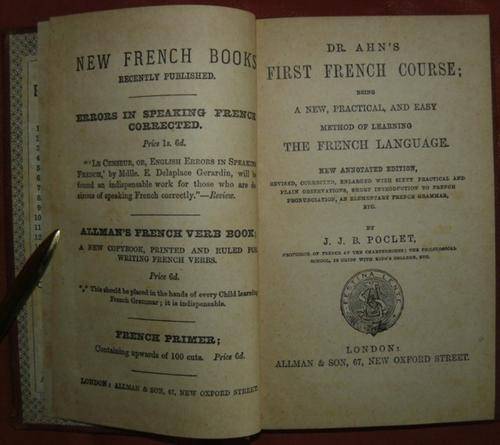 NEW FRENCH BOOKS
RECENTLY PUBLISHED.
ERRORS IN SPEAKING FRENCH
CORRECTED.
Price 1s. 6d.
"'LE CENSEUR, OR, ENGLISH ERRORS IN SPEAKING
FRENCH,' by Mdlle. E. Delaplace Gerardin, will be
found an indispensable work for those who are de-
sirous of speaking French correctly."—Review.
ALLMAN'S FRENCH VERB BOOK;
A NEW COPYBOOK, PRINTED AND RULED FOR
WRITING FRENCH VERBS.
Price 6d.
This should be placed in the hands of every Child learning
French Grammar; it is indispensable.
FRENCH PRIMER;
Containing upwards of 100 cuts. Price 6d.
LONDON: ALLMAN & SON, 67, NEW OXFORD STREET.
DR. AHN'S
FIRST FRENCH COURSE;
BEING
A NEW, PRACTICAL, AND EASY
METHOD OF LEARNING
THE FRENCH LANGUAGE.
NEW ANNOTATED EDITION,
REVISED, CORRECTED, ENLARGED WITH SIXTY PRACTICAL AND
PLAIN OBSERVATIONS, SHORT INTRODUCTION TO FRENCH
PRONUNCIATION, AN ELEMENTARY FRENCH GRAMMAR,
ETC.
BY
J. J. B. POCLET,
PROFESSOR OF FRENCH AT THE CHARTERHOUSE; THE PHILOLOGICAL
SCHOOL, IN UNION WITH KING'S COLLEGE, ETC.
FESTINA LENTE
LONDON:
ALLMAN & SON, 67, NEW OXFORD STREET.